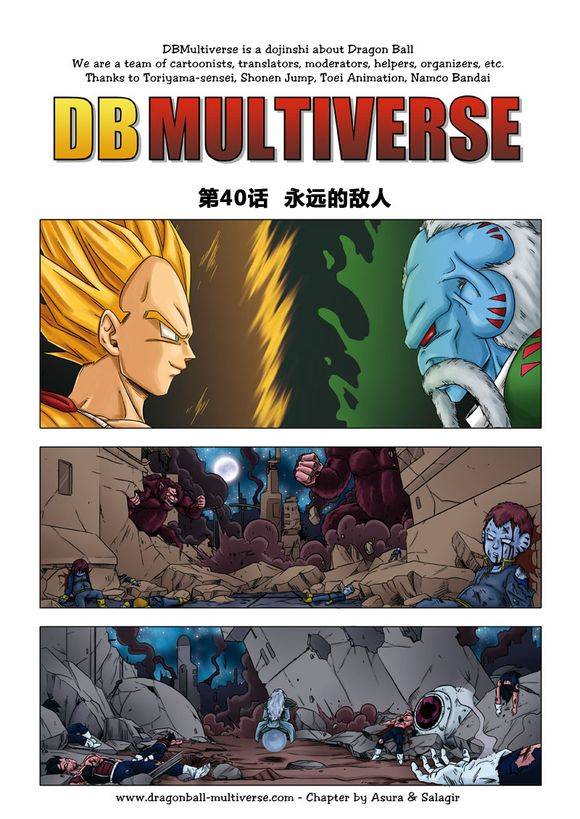 DBMultiverse is a dojinshi about Dragon Ball
We are a team of cartoonists, translators, moderators, helpers, organizers, etc.
Thanks to Toriyama-sensei, Shonen Jump, Toei Animation, Namco Bandai
DB MULTIVERSE
第40话 永远的敌人
www.dragonball-multiverse.com - Chapter by Asura & Salagir